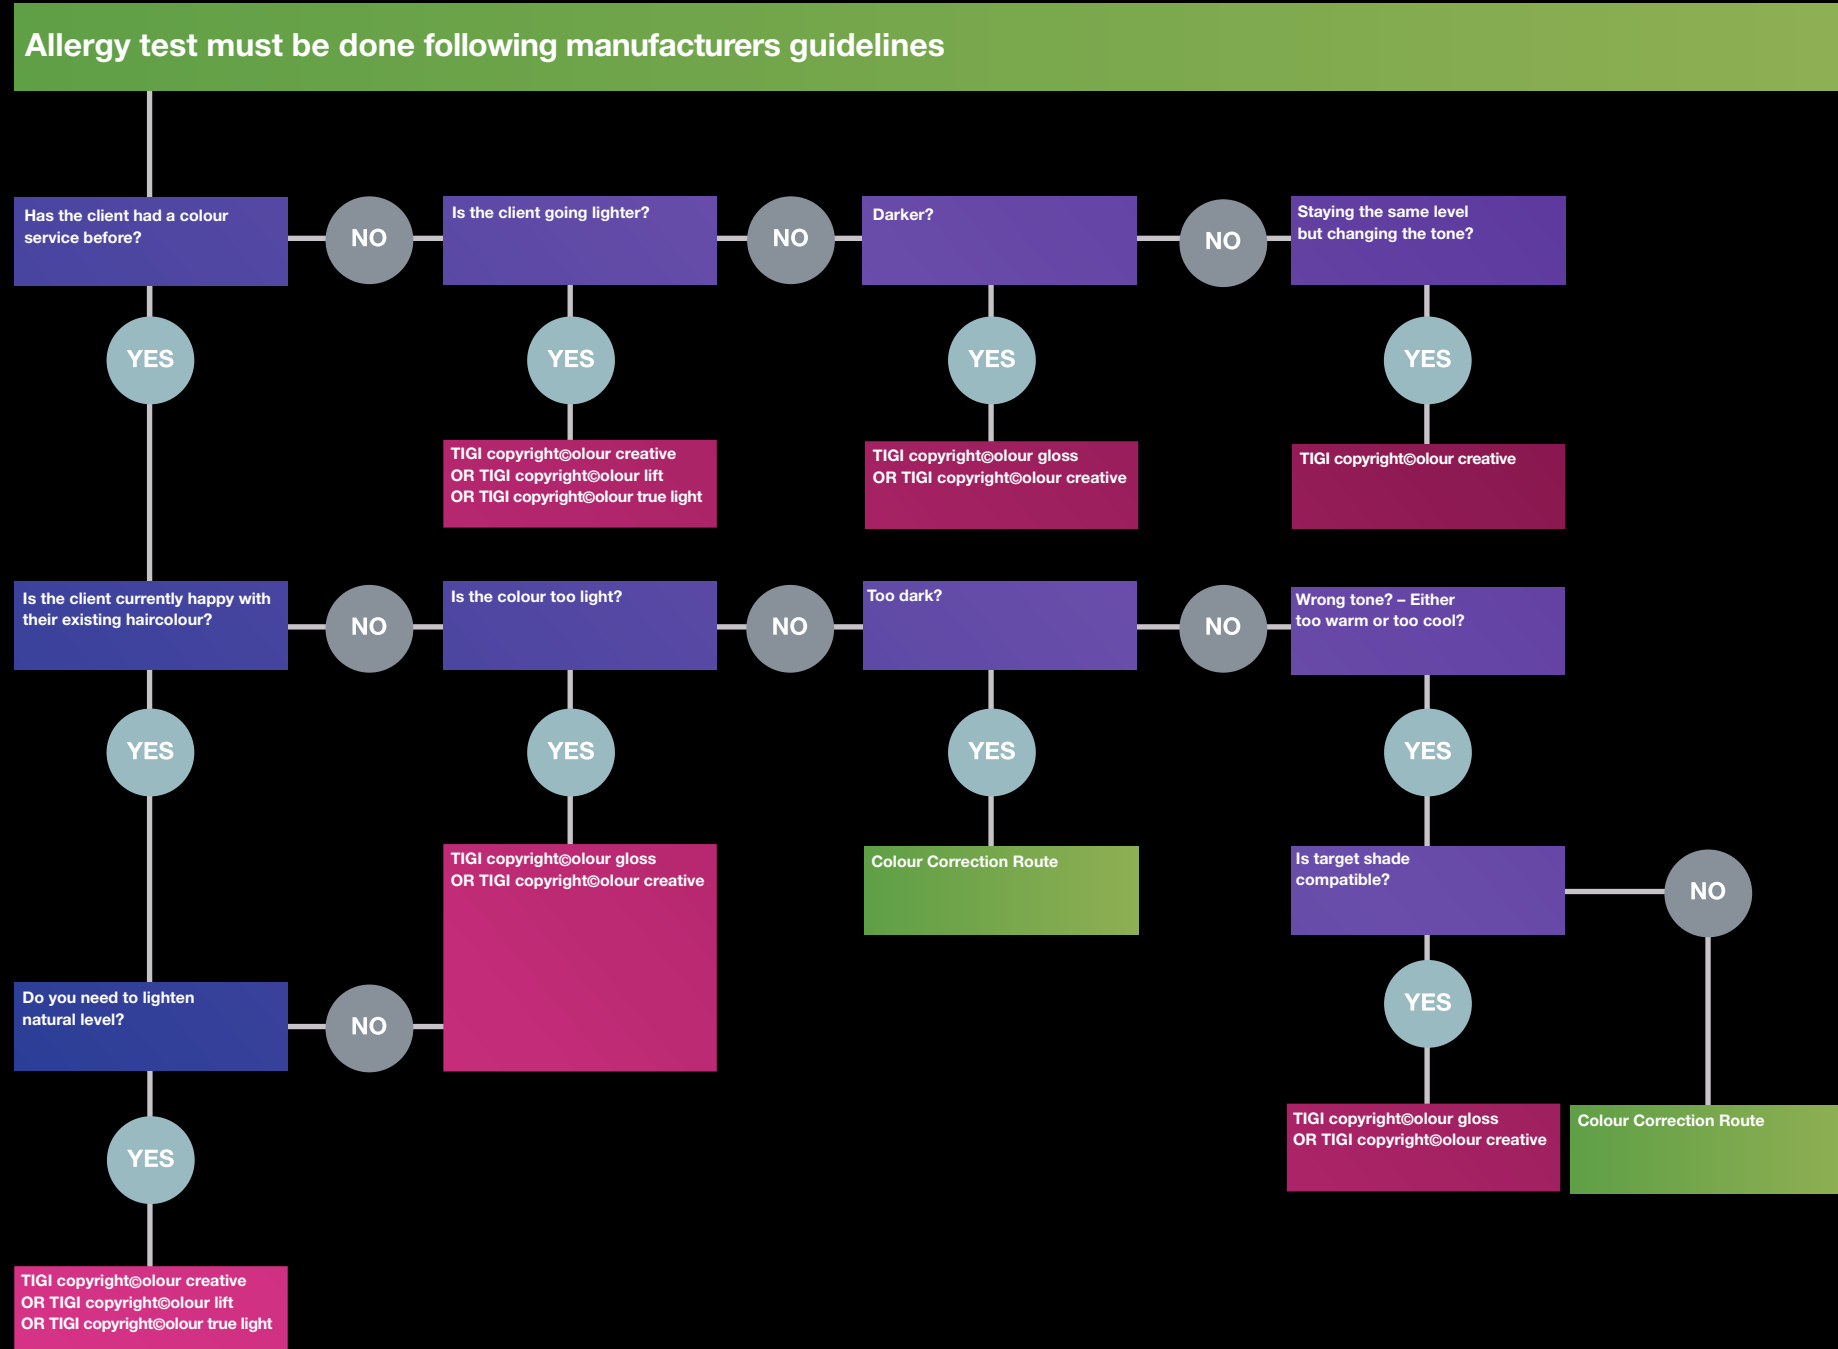 Allergy test must be done following manufacturers guidelines
Has the client had a colour
service before?
NO
Is the client going lighter?
NO
Darker?
NO
Staying the same level
but changing the tone?
YES
YES
YES
YES
TIGI copyright©olour creative
OR TIGI copyright©olour lift
OR TIGI copyright©olour true light
TIGI copyright©olour gloss
OR TIGI copyright©olour creative
TIGI copyright©olour creative
Is the client currently happy with
their existing haircolour?
NO
Is the colour too light?
NO
Too dark?
NO
Wrong tone? – Either
too warm or too cool?
YES
YES
YES
YES
TIGI copyright©olour gloss
OR TIGI copyright©olour creative
Colour Correction Route
Is target shade
compatible?
NO
Do you need to lighten
natural level?
NO
YES
TIGI copyright©olour gloss
OR TIGI copyright©olour creative
Colour Correction Route
YES
TIGI copyright©olour creative
OR TIGI copyright©olour lift
OR TIGI copyright©olour true light